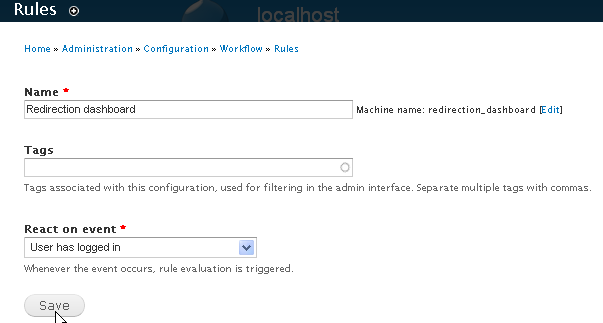 Rules
localhost
Home » Administration » Configuration » Workflow » Rules
Name *
Redirection dashboard Machine name: redirection_dashboard [Edit]
Tags
Tags associated with this configuration, used for filtering in the admin interface. Separate multiple tags with commas.
React on event *
User has logged in
Whenever the event occurs, rule evaluation is triggered.
Save